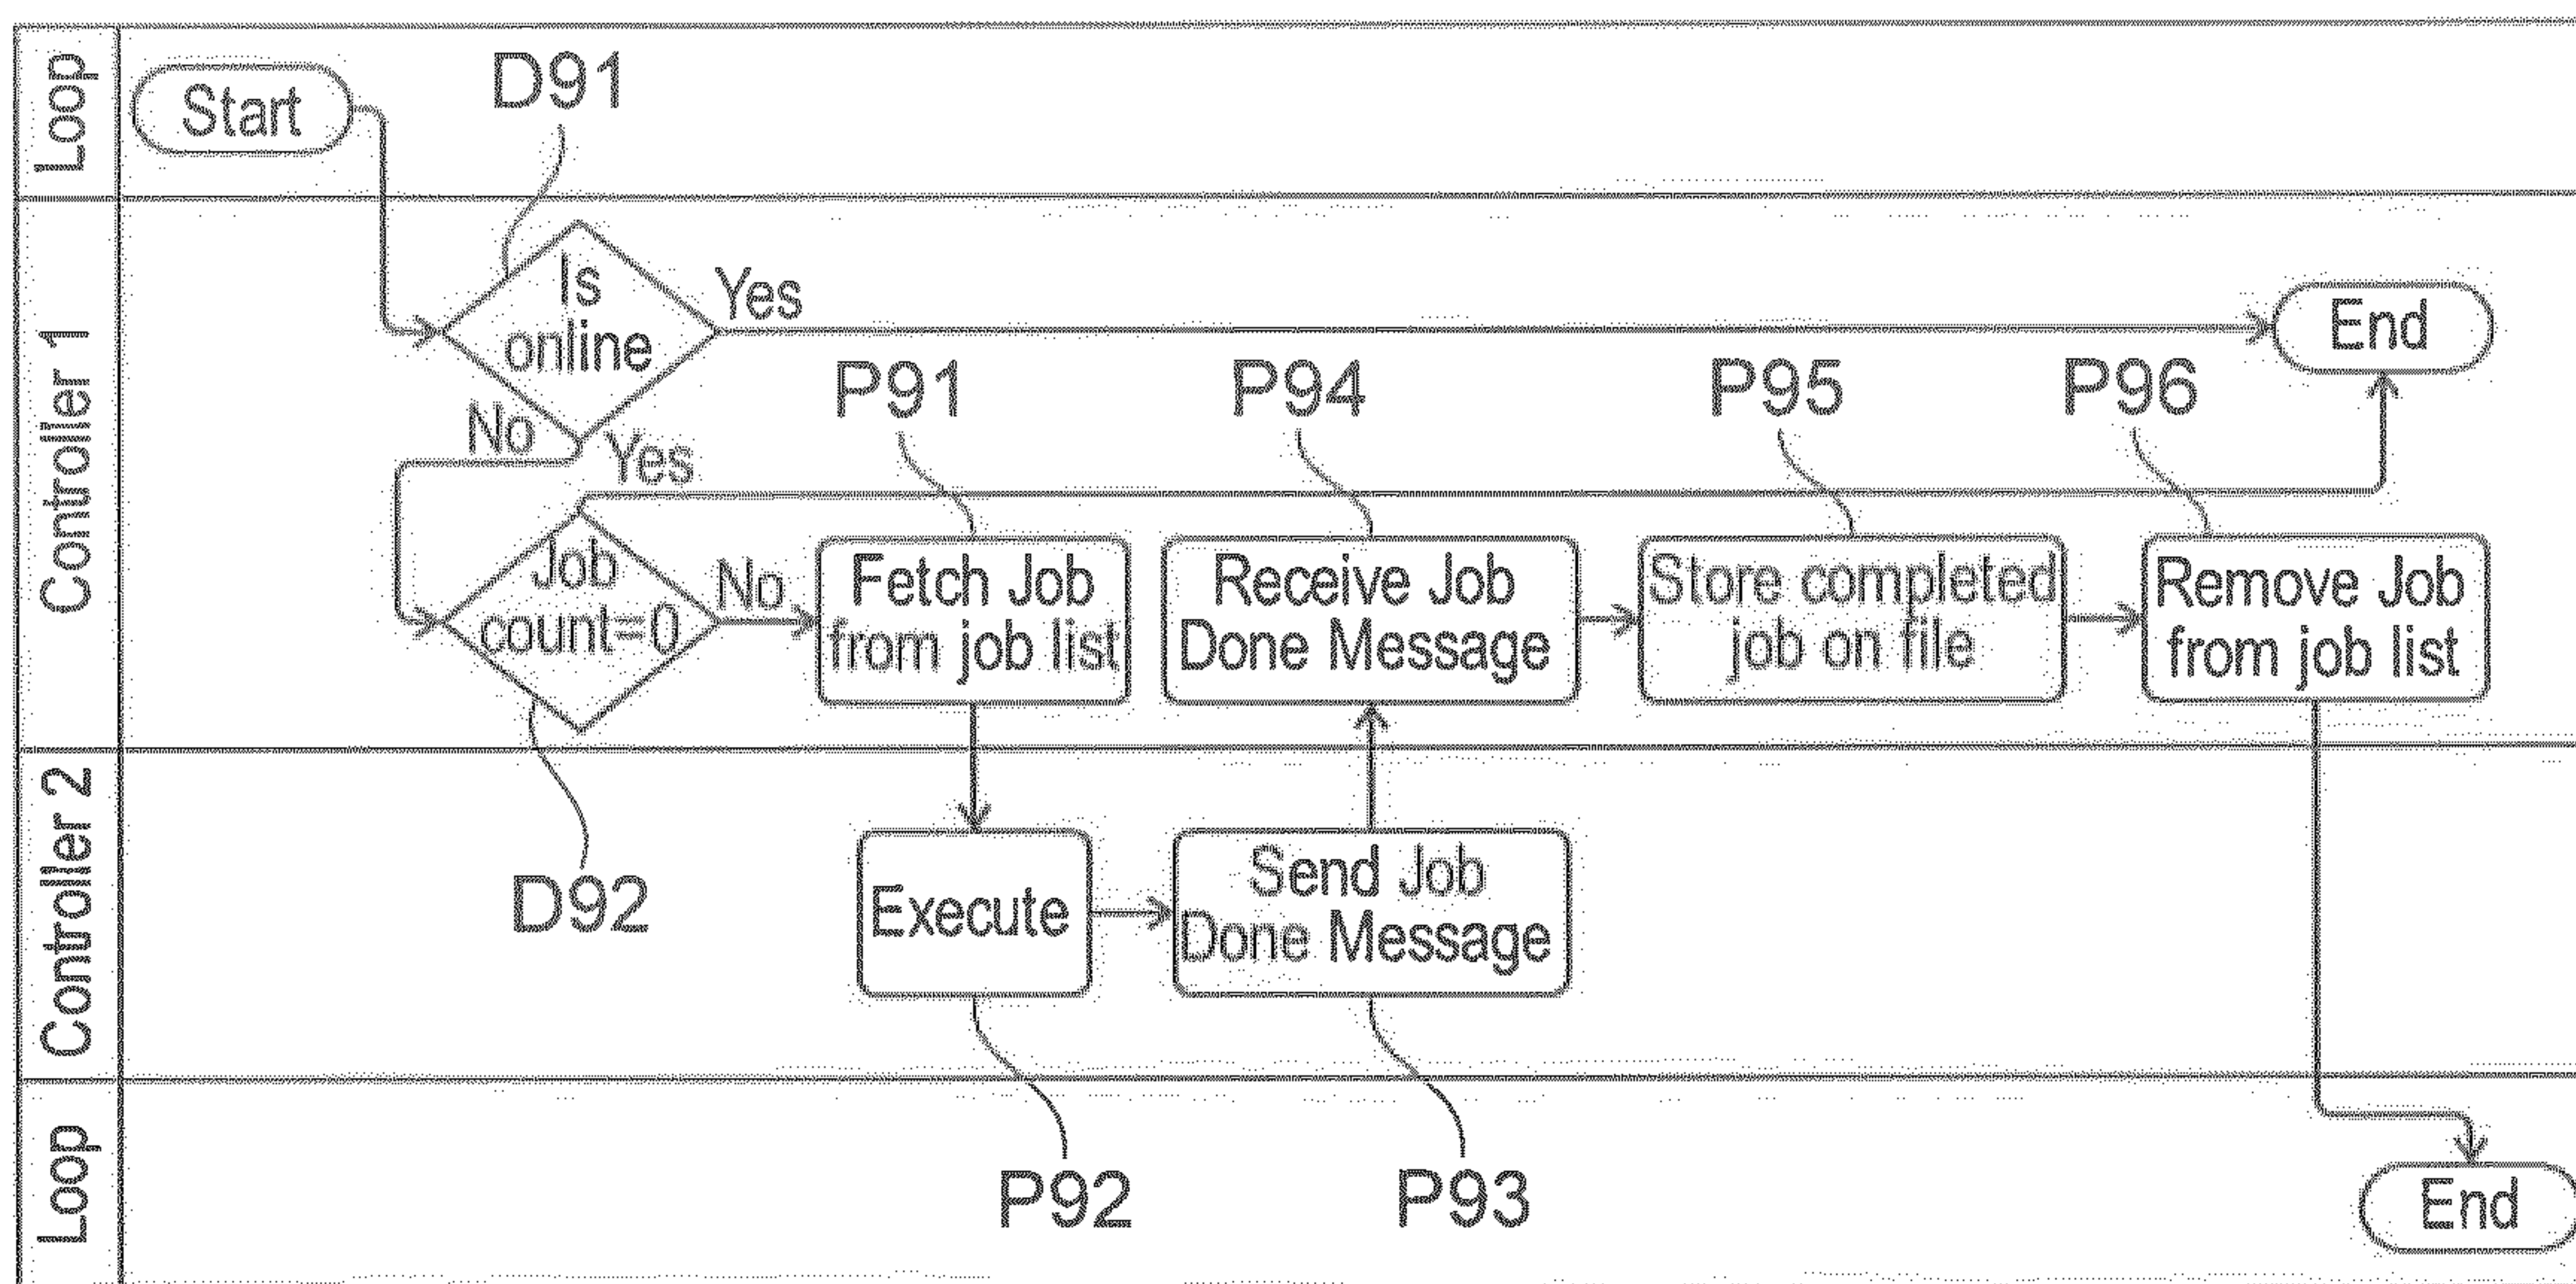 Loop
Start
D91
Controller 1
Is
online
Yes
End
No
P91
P94
P95
P96
Yes
Job
count=0
No
Fetch Job
from job list
Receive Job
Done Message
Store completed
job on file
Remove Job
from job list
Controller 2
D92
Execute
Send Job
Done Message
Loop
P92
P93
End